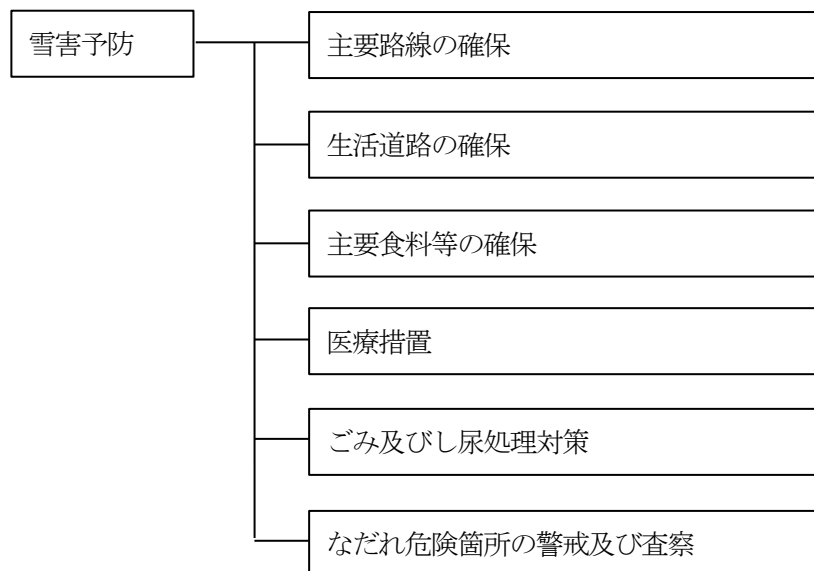 雪害予防
主要路線の確保
生活道路の確保
主要食料等の確保
医療措置
ごみ及びし尿処理対策
なだれ危険箇所の警戒及び査察